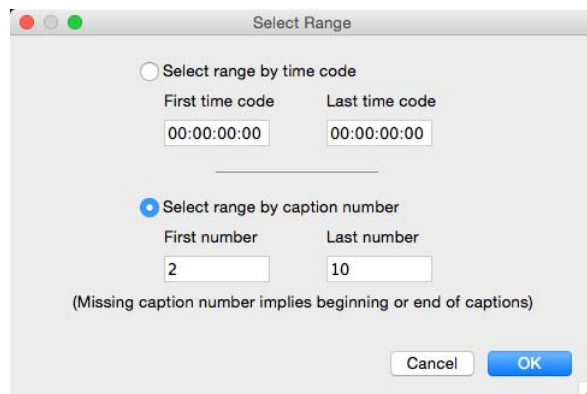 Select Range
Select range by time code
First time code Last time code
00:00:00:00 00:00:00:00
Select range by caption number
First number Last number
2 10
(Missing caption number implies beginning or end of captions)
Cancel OK